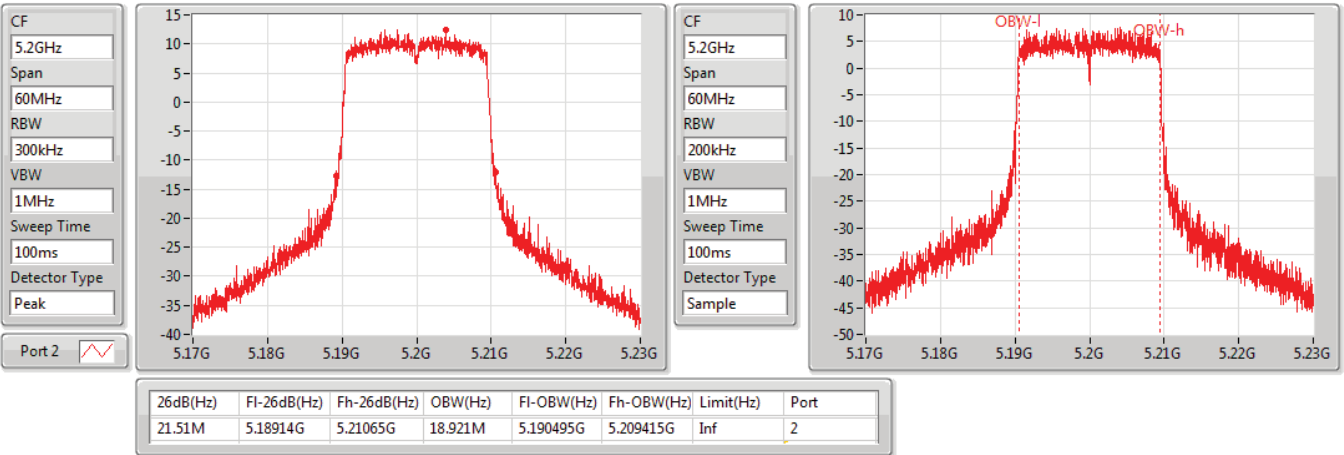 CF
5.2GHz
Span
60MHz
RBW
300kHz
VBW
1MHz
Sweep Time
100ms
Detector Type
Peak
Port 2
15
10
5
0
-5
-10
-15
-20
-25
-30
-35
-40
5.17G 5.18G 5.19G 5.2G 5.21G 5.22G 5.23G
CF
5.2GHz
Span
60MHz
RBW
200kHz
VBW
1MHz
Sweep Time
100ms
Detector Type
Sample
10
5
0
-5
-10
-15
-20
-25
-30
-35
-40
-45
-50
OBW-l
OBW-h
5.17G 5.18G 5.19G 5.2G 5.21G 5.22G 5.23G
26dB(Hz) Fl-26dB(Hz) Fh-26dB(Hz) OBW(Hz) Fl-OBW(Hz) Fh-OBW(Hz) Limit(Hz) Port
21.51M 5.18914G 5.21065G 18.921M 5.190495G 5.209415G Inf 2